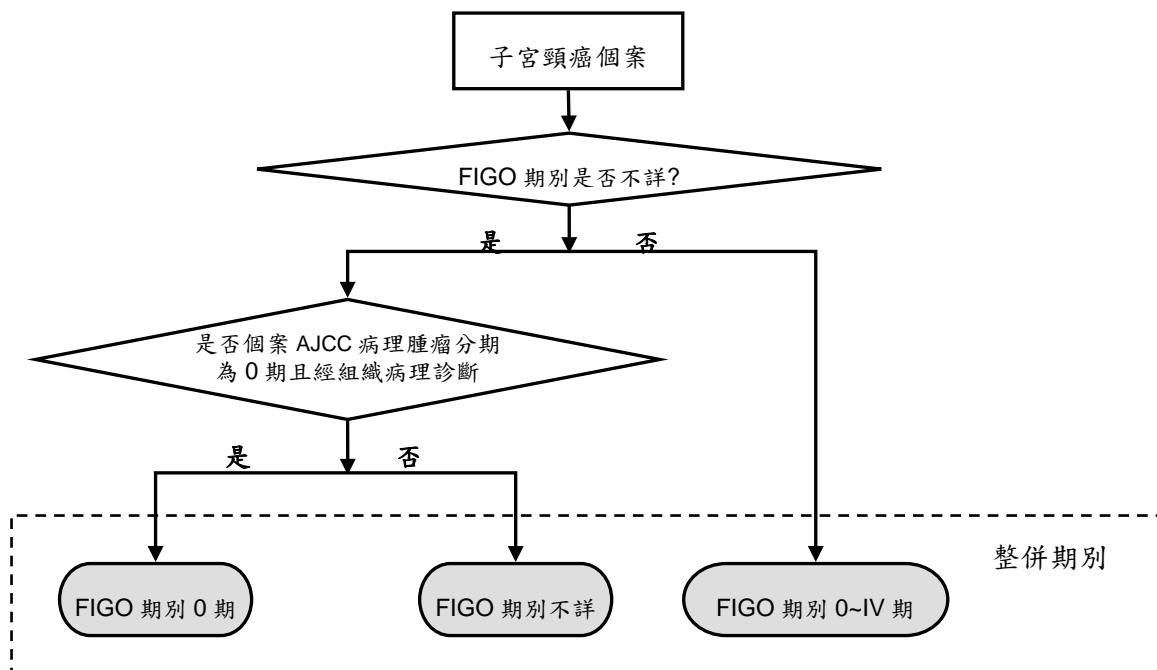 子宮頸癌個案
FIGO 期別是否不詳?
是
否
是否個案 AJCC 病理腫瘤分期
為 0 期且經組織病理診斷
是
否
整併期別
FIGO 期別 0 期
FIGO 期別不詳
FIGO 期別 0~IV 期